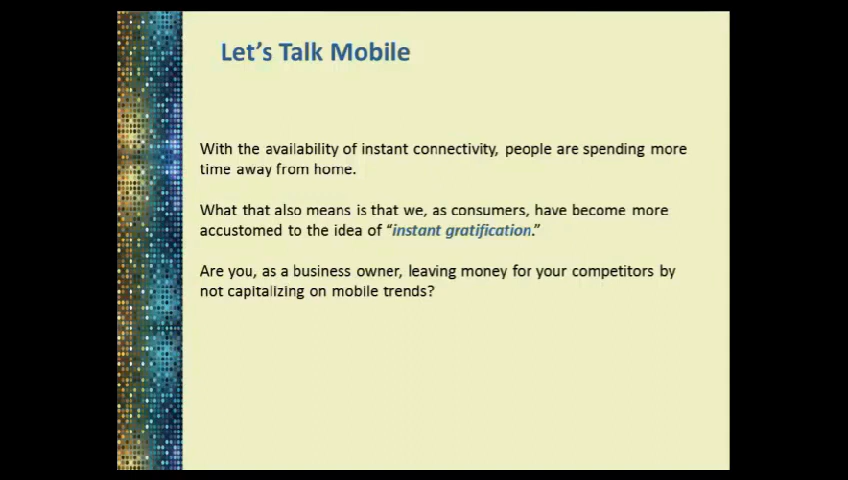 Let's Talk Mobile
With the availability of instant connectivity, people are spending more
time away from home.
What that also means is that we, as consumers, have become more
accustomed to the idea of “instant gratification.”
Are you, as a business owner, leaving money for your competitors by
not capitalizing on mobile trends?